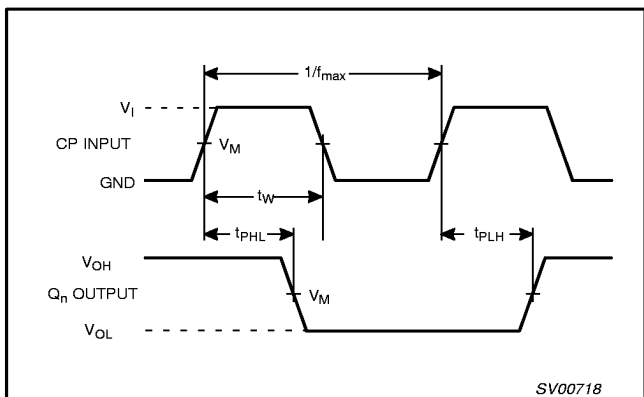 1/fmax
VI
CP INPUT
VM
GND
tW
tPHL
tPLH
VOH
Qn OUTPUT
VM
VOL
SV00718